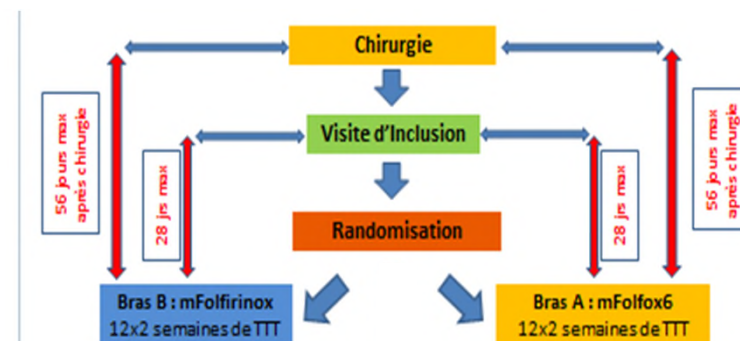 Chirurgie
56 jours max
après chirurgie
28 jrs max
Visite d'Inclusion
28 jrs max
56 jours max
après chirurgie
Randomisation
Bras B : mFolfirinox
12x2 semaines de TTT
Bras A : mFolfox6
12x2 semaines de TTT